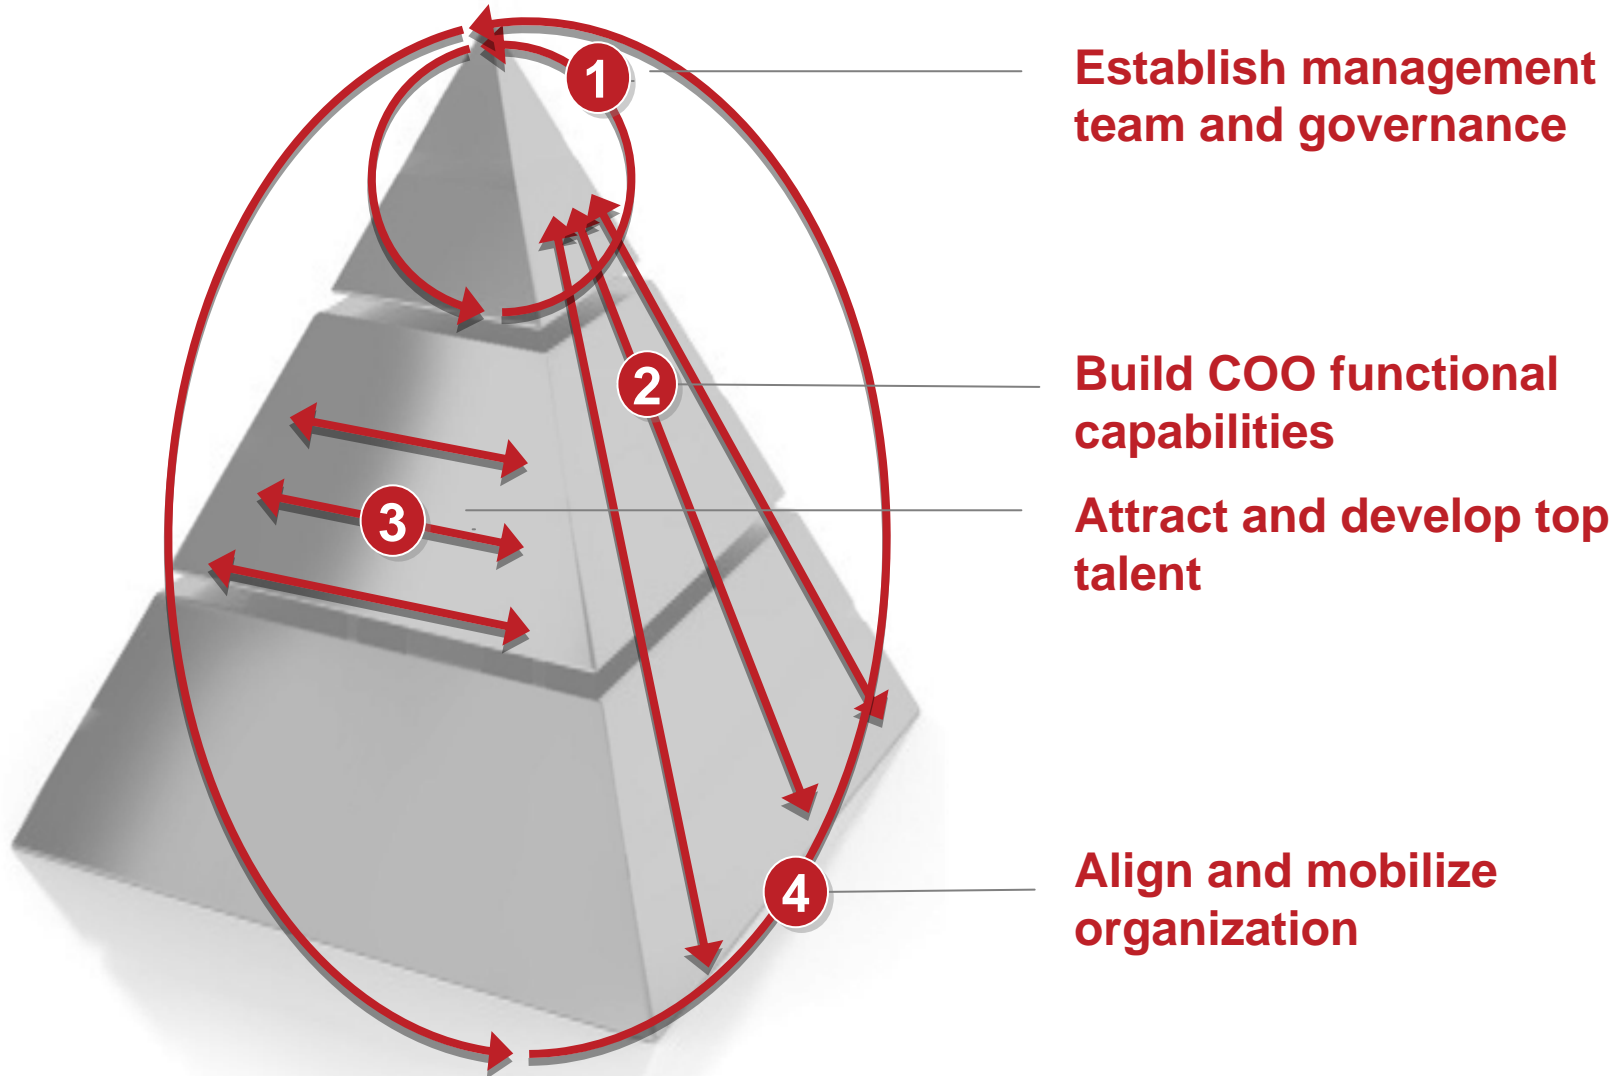 1
Establish management
team and governance
2
Build COO functional
capabilities
3
Attract and develop top
talent
4
Align and mobilize
organization